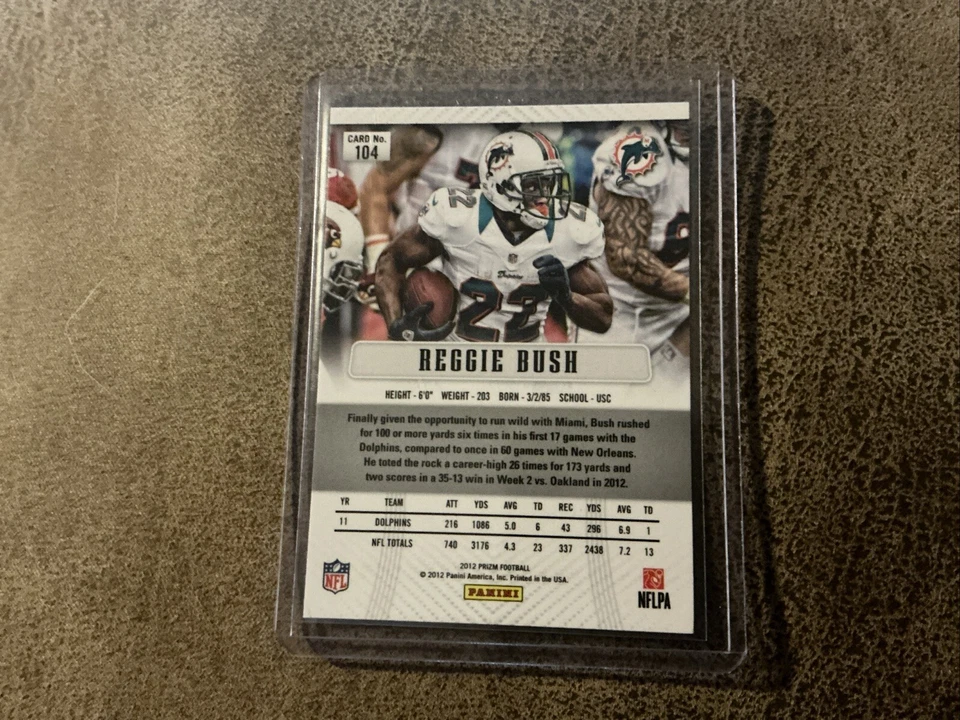 CARD No.
104
22
22
22
REGGIE BUSH
HEIGHT - 6'0" WEIGHT - 203 BORN - 3/2/85 SCHOOL - USC
Finally given the opportunity to run wild with Miami, Bush rushed
for 100 or more yards six times in his first 17 games with the
Dolphins, compared to once in 60 games with New Orleans.
He toted the rock a career-high 26 times for 173 yards and
two scores in a 35-13 win in Week 2 vs. Oakland in 2012.
YR TEAM ATT YDS AVG TD REC YDS AVG TD
11 DOLPHINS 216 1086 5.0 6 43 296 6.9 1
NFL TOTALS 740 3176 4.3 23 337 2438 7.2 13
2012 PRIZM FOOTBALL
© 2012 Panini America, Inc. Printed in the USA.
NFL
PANINI
NFLPA